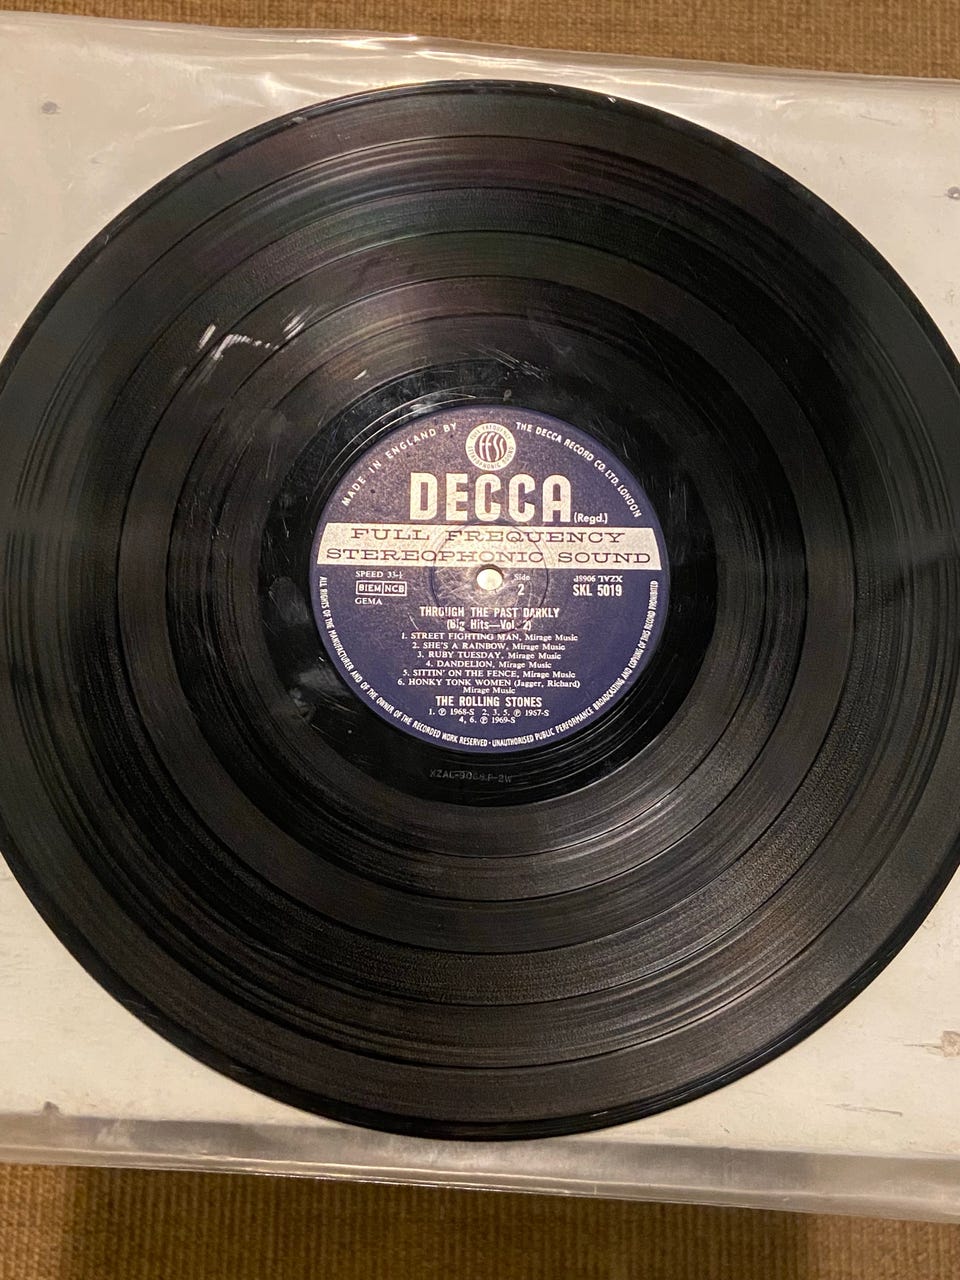 MADE IN ENGLAND BY
THE DECCA RECORD CO. LTD. LONDON
FULL FREQUENCY
ffss
STEREOPHONIC SOUND
DECCA (Regd.)
FULL FREQUENCY
STEREOPHONIC SOUND
SPEED 33⅓
BIEM NCB
GEMA
Side
2
SKL 5019
THROUGH THE PAST DARKLY
(Big Hits—Vol. 2)
1. STREET FIGHTING MAN, Mirage Music
2. SHE'S A RAINBOW, Mirage Music
3. RUBY TUESDAY, Mirage Music
4. DANDELION, Mirage Music
5. SITTIN' ON THE FENCE, Mirage Music
6. HONKY TONK WOMEN (Jagger, Richard)
Mirage Music
THE ROLLING STONES
1. ℗ 1968-S 2, 3, 5. ℗ 1967-S
4, 6. ℗ 1969-S
ALL RIGHTS OF THE MANUFACTURER AND OF THE OWNER OF THE RECORDED WORK RESERVED · UNAUTHORISED PUBLIC PERFORMANCE BROADCASTING AND COPYING OF THIS RECORD PROHIBITED